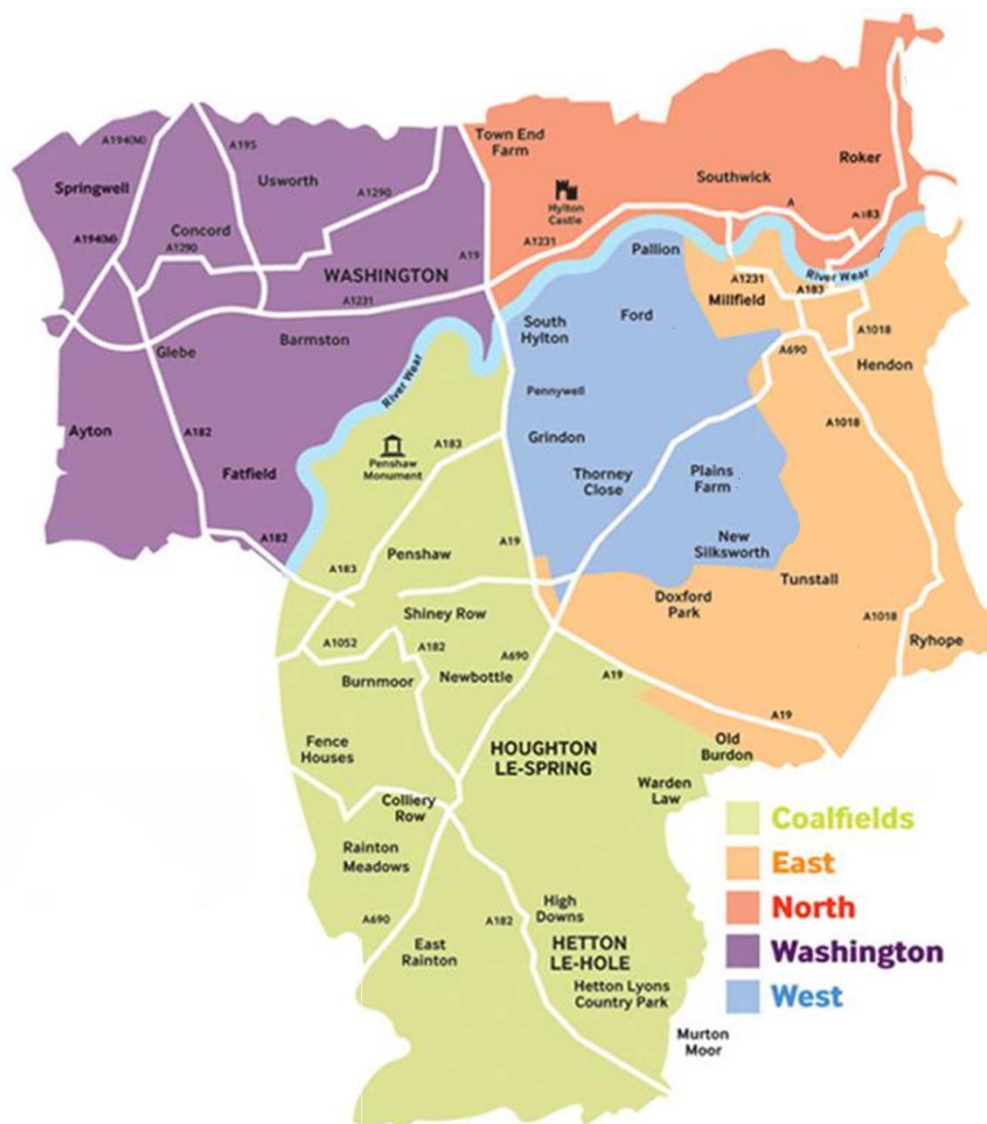 Town End
Farm
A194(M)
A195
Roker
Southwick
Springwell
Usworth
A1290
Hylton
Castle
A
A183
Concord
A194(M)
A1290
A1231
A19
Pallion
WASHINGTON
River Wear
A1231
A183
A1231
Millfield
South
Hylton
Ford
A1018
Barmston
Glebe
A690
Hendon
River Wear
Pennywell
A1018
Ayton
A182
A183
Grindon
Penshaw
Monument
Fatfield
Thorney
Close
Plains
Farm
A182
A19
New
Silksworth
Penshaw
A183
Tunstall
Doxford
Park
Shiney Row
A1018
A1052
A182
A690
Ryhope
Burnmoor
Newbottle
A19
A19
Fence
Houses
HOUGHTON
LE-SPRING
Old
Burdon
Warden
Law
Colliery
Row
Coalfields
Rainton
Meadows
East
A690
A182
High
Downs
North
East
Rainton
HETTON
LE-HOLE
Washington
Hetton Lyons
Country Park
West
Murton
Moor